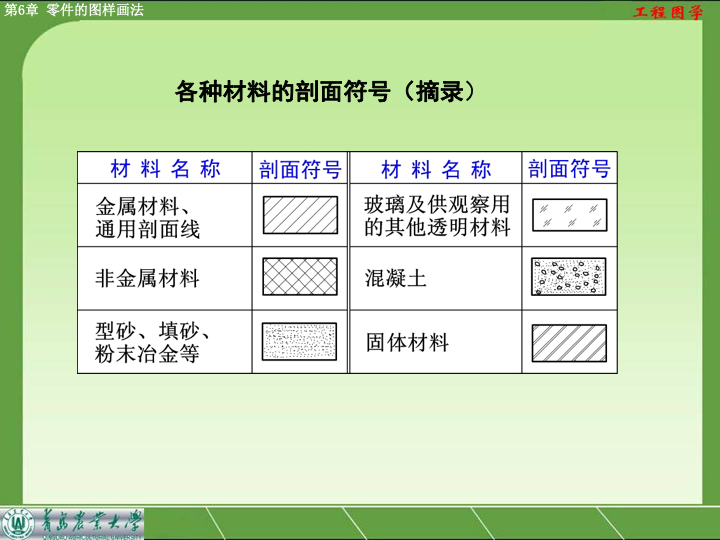 第6章 零件的图样画法
工程图学
各种材料的剖面符号（摘录）
材 料 名 称 剖面符号 材 料 名 称 剖面符号
金属材料、
通用剖面线
玻璃及供观察用
的其他透明材料
非金属材料
混凝土
型砂、填砂、
粉末冶金等
固体材料
青岛农业大学